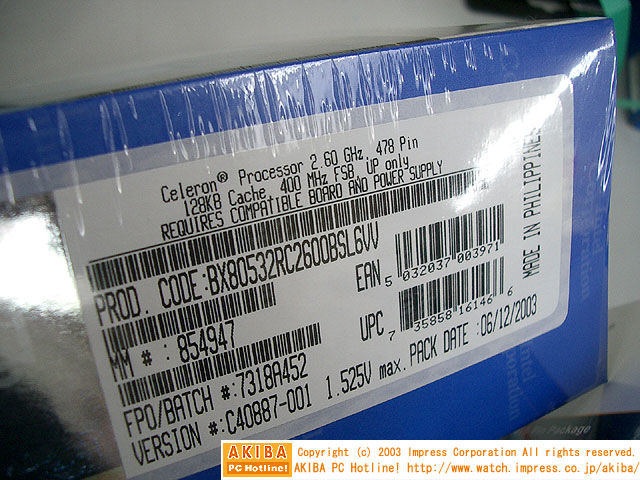 Celeron® Processor 2.60 GHz, 478 Pin
128KB Cache, 400 MHz FSB, UP only
REQUIRES COMPATIBLE BOARD AND POWER SUPPLY
PROD. CODE:BX80532RC2600BSL6VV
MM # : 854947
FPO/BATCH #:7318A452
VERSION #:C40887-001 1.525V max.
EAN
5 032037 003971
UPC
7 35858 16146 6
PACK DATE :06/12/2003
MADE IN PHILIPPINES
Pin Package
AKIBA
PC Hotline!
Copyright (c) 2003 Impress Corporation All rights reserved.
AKIBA PC Hotline! http://www.watch.impress.co.jp/akiba/